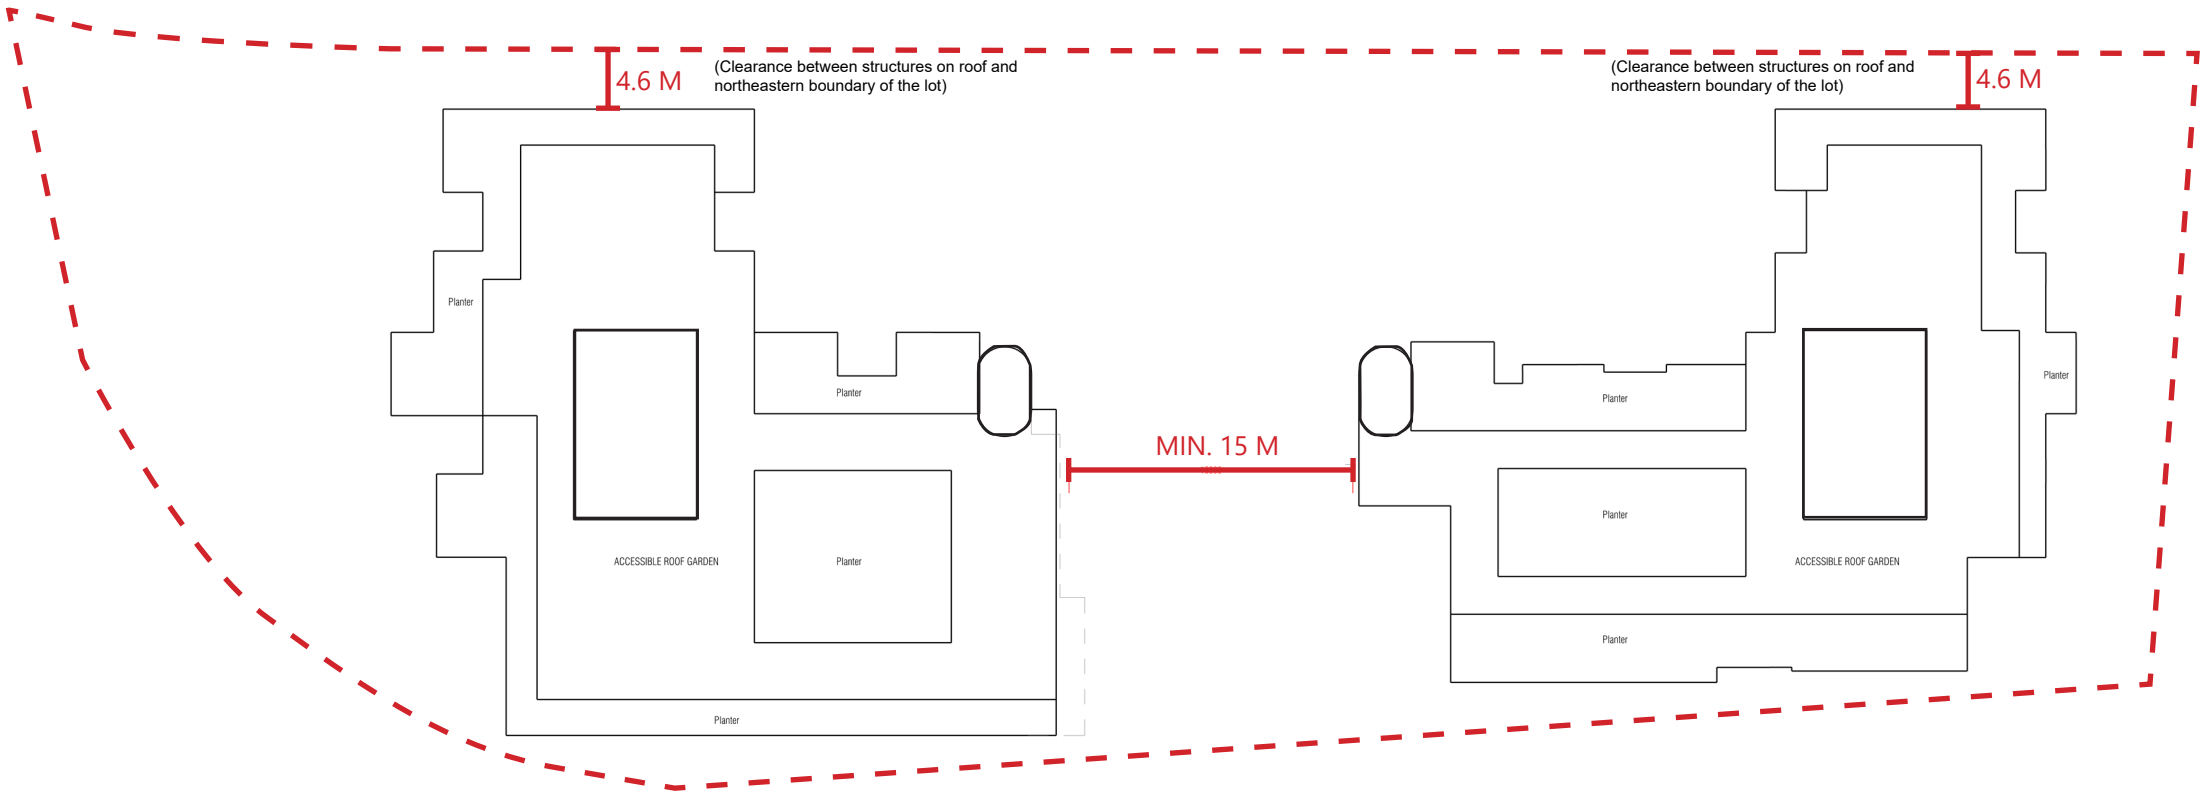 4.6 M
(Clearance between structures on roof and
northeastern boundary of the lot)
(Clearance between structures on roof and
northeastern boundary of the lot)
4.6 M
Planter
Planter
MIN. 15 M
Planter
Planter
Planter
ACCESSIBLE ROOF GARDEN
Planter
ACCESSIBLE ROOF GARDEN
Planter
Planter